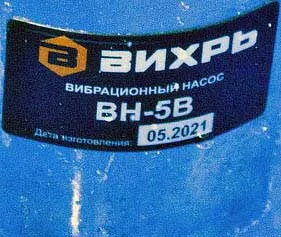 ВИХРЬ
ВИБРАЦИОННЫЙ НАСОС
ВН-5В
Дата изготовления: 05.2021